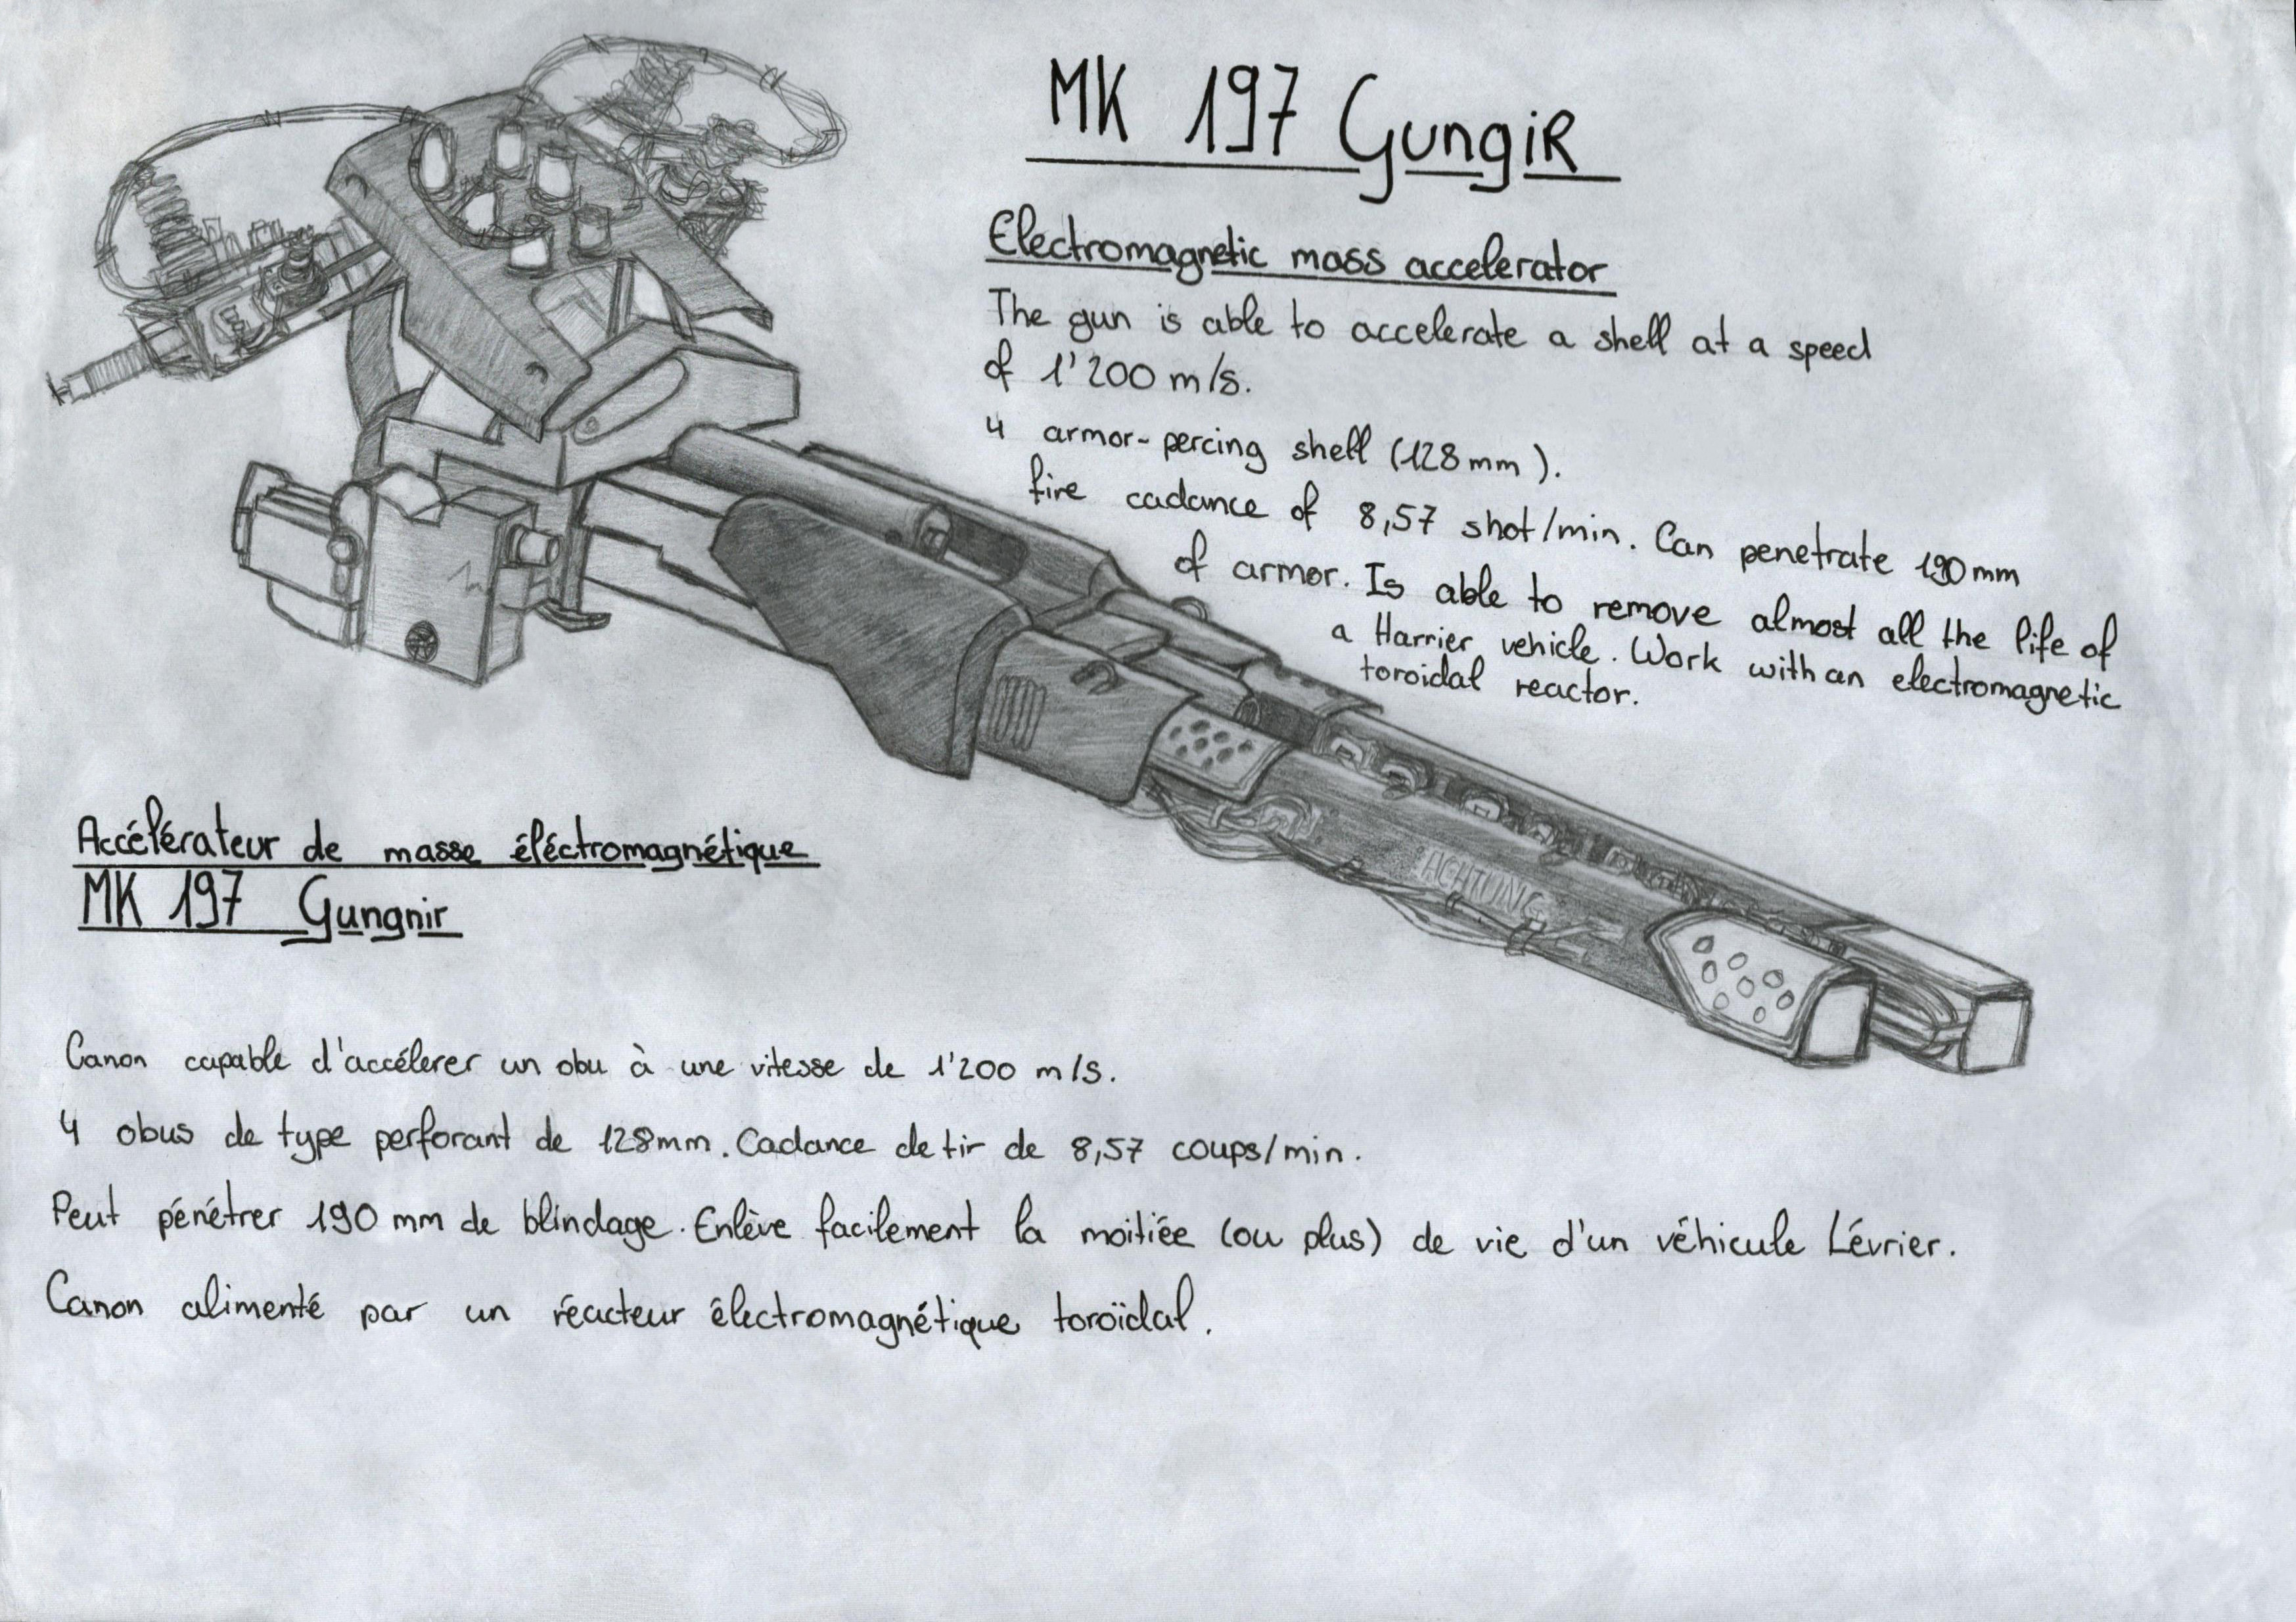 MK 197 GungiR
Electromagnetic mass accelerator
The gun is able to accelerate a shell at a speed
of 1'200 m/s.
4 armor-percing shell (128mm).
fire cadance of 8,57 shot/min. Can penetrate 190mm
of armor. Is able to remove almost all the life of
a Harrier vehicle. Work with an electromagnetic
toroidal reactor.
ACHTUNG
Accélérateur de masse éléctromagnétique
MK 197 Gungnir
Canon capable d'accélerer un obu à une vitesse de 1'200 m/s.
4 obus de type perforant de 128mm. Cadance de tir de 8,57 coups/min.
Peut pénétrer 190 mm de blindage. Enlève facilement la moitiée (ou plus) de vie d'un véhicule Lévrier.
Canon alimenté par un réacteur électromagnétique toroïdal.